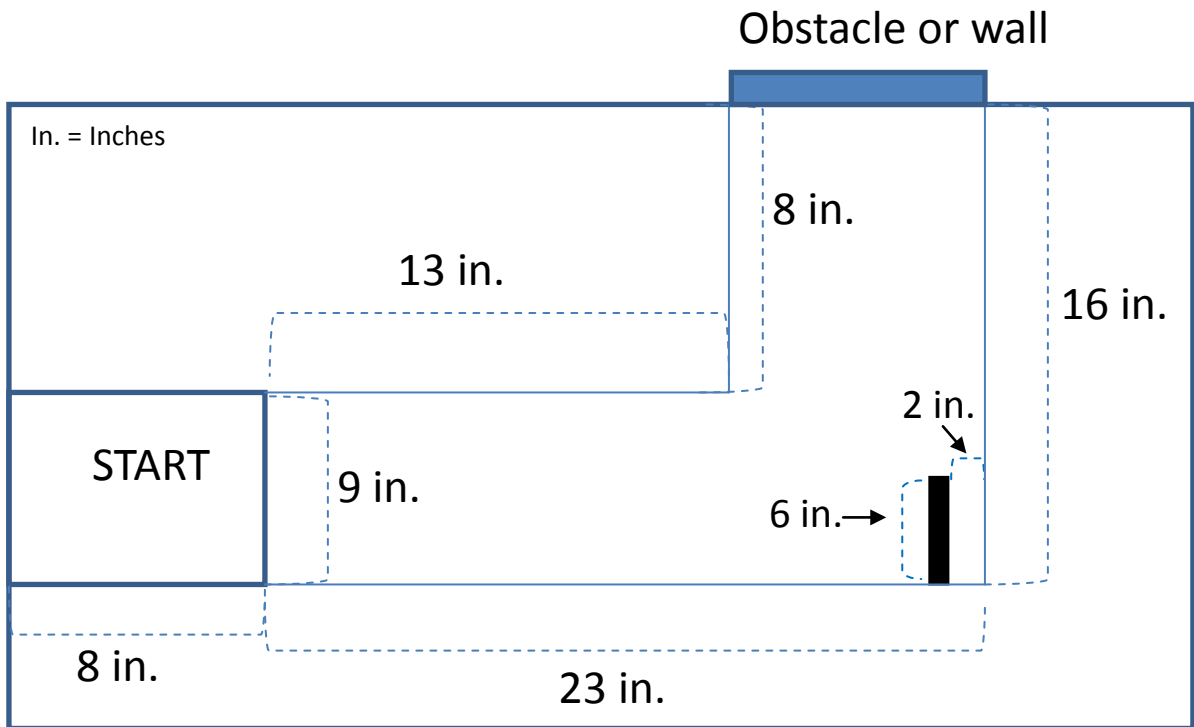 Obstacle or wall
In. = Inches
8 in.
13 in.
16 in.
2 in.
START
9 in.
6 in.
8 in.
23 in.